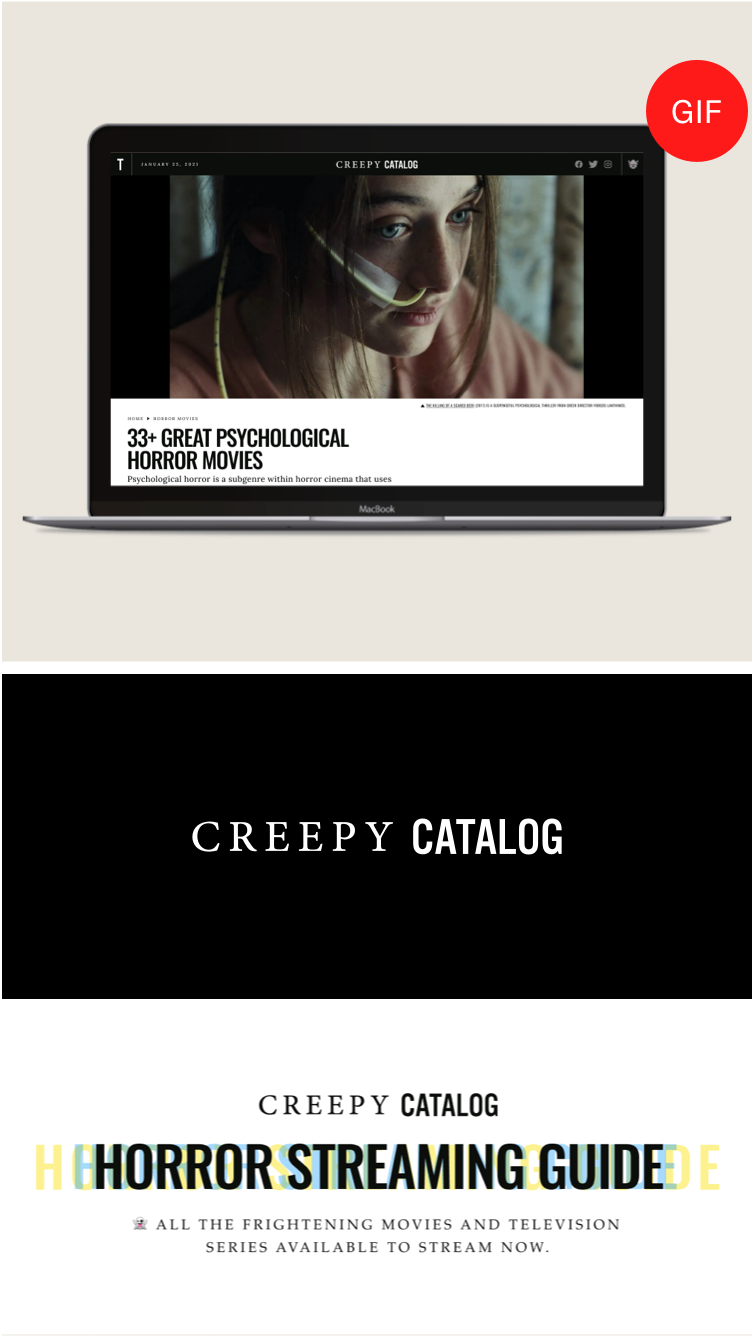 GIF
T
JANUARY 25, 2021
CREEPY CATALOG
HOME ▶ HORROR MOVIES
▲ THE KILLING OF A SACRED DEER (2017) IS A SUSPENSEFUL PSYCHOLOGICAL THRILLER FROM GREEK DIRECTOR YORGOS LANTHIMOS.
33+ GREAT PSYCHOLOGICAL
HORROR MOVIES
Psychological horror is a subgenre within horror cinema that uses
MacBook
CREEPY CATALOG
CREEPY CATALOG
HORROR STREAMING GUIDE
👻 ALL THE FRIGHTENING MOVIES AND TELEVISION
SERIES AVAILABLE TO STREAM NOW.